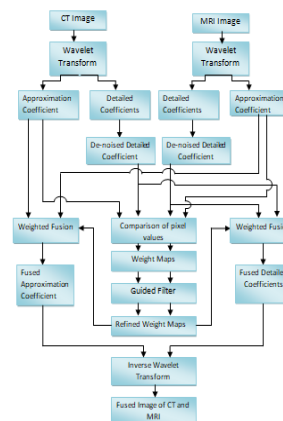 CT Image
MRI Image
Wavelet
Transform
Wavelet
Transform
Approximation
Coefficient
Detailed
Coefficients
Detailed
Coefficients
Approximation
Coefficient
De-noised Detailed
Coefficient
De-noised Detailed
Coefficient
Weighted Fusion
Comparison of pixel
values
Weighted Fusion
Weight Maps
Fused
Approximation
Coefficient
Guided Filter
Fused Detailed
Coefficients
Refined Weight Maps
Inverse Wavelet
Transform
Fused Image of CT and
MRI